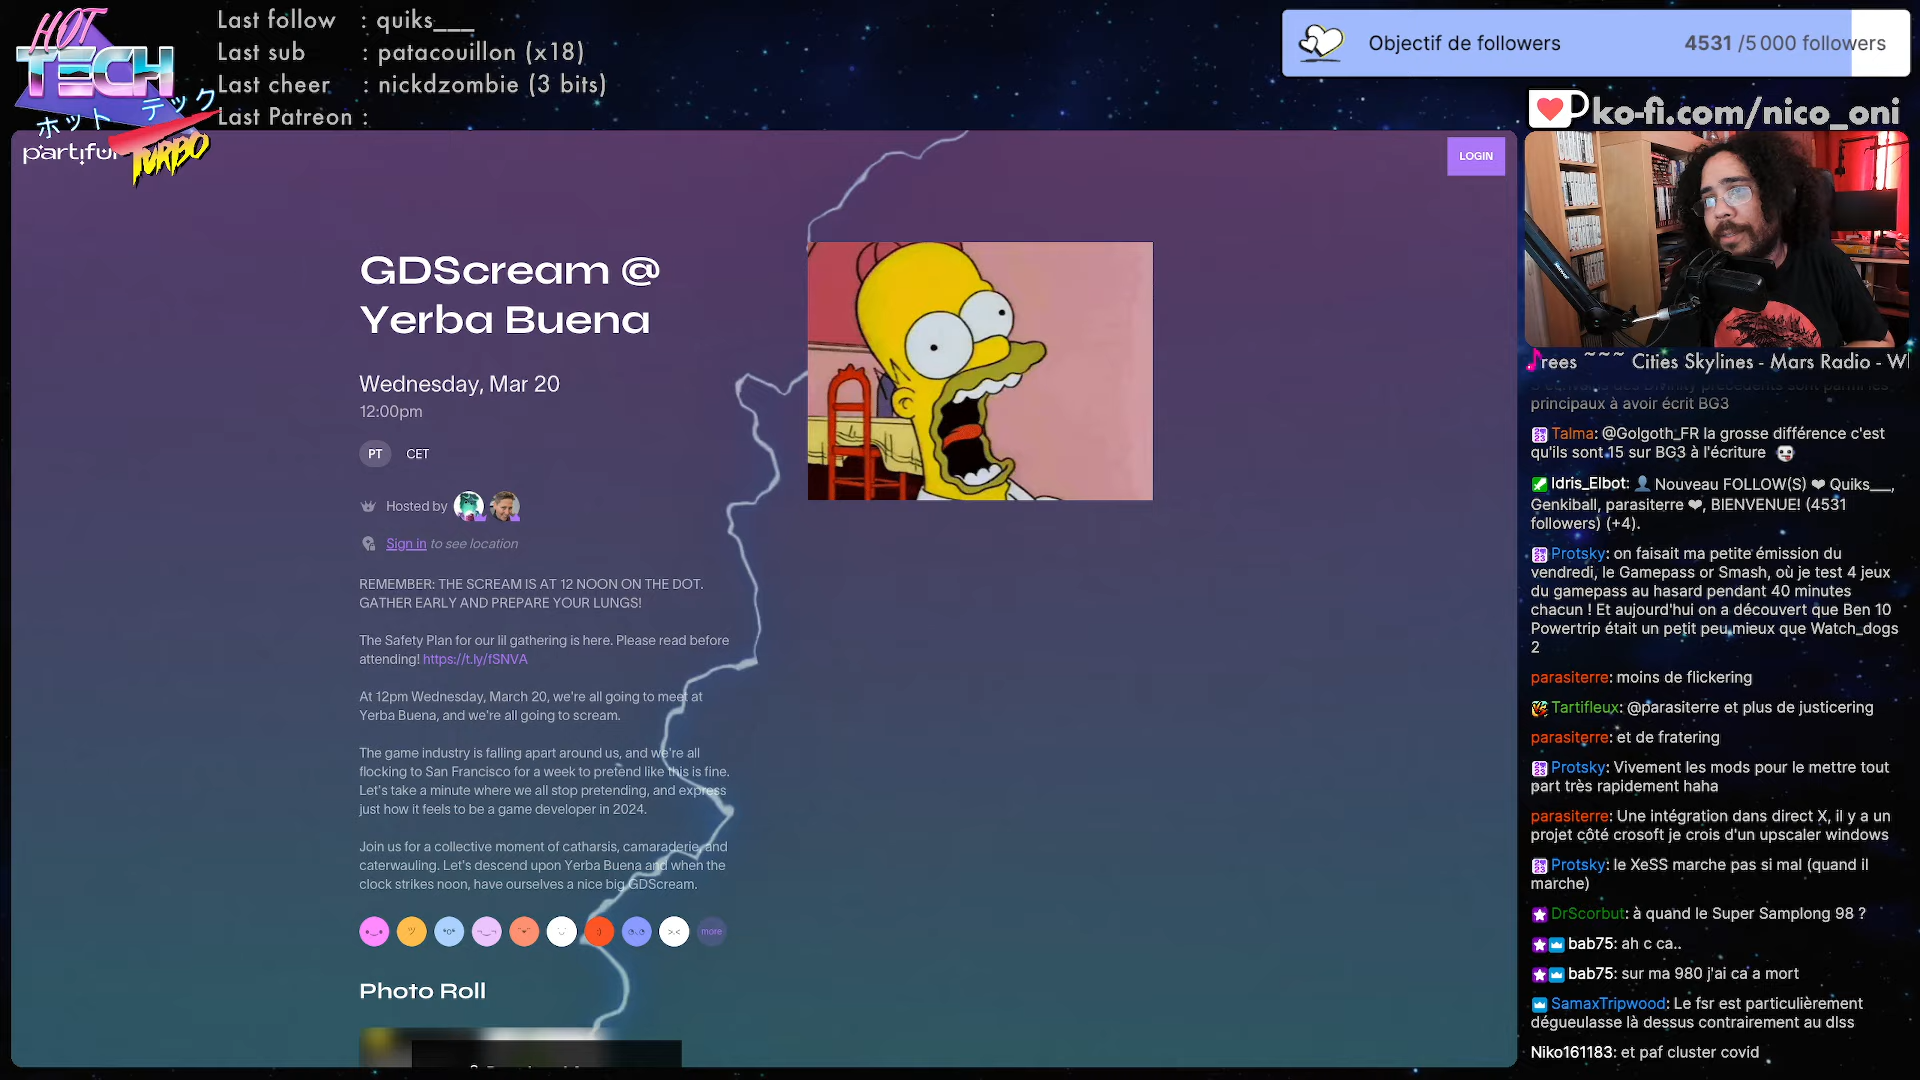 HOT
TECH
ホット テック
TURBO
Last follow : quiks___
Last sub : patacouillon (x18)
Last cheer : nickdzombie (3 bits)
Last Patreon :
Objectif de followers
4531 /5 000 followers
ko-fi.com/nico_oni
partiful
LOGIN
GDScream @
Yerba Buena
Wednesday, Mar 20
12:00pm
PT CET
Hosted by
Sign in to see location
REMEMBER: THE SCREAM IS AT 12 NOON ON THE DOT.
GATHER EARLY AND PREPARE YOUR LUNGS!
The Safety Plan for our lil gathering is here. Please read before
attending! https://t.ly/fSNVA
At 12pm Wednesday, March 20, we're all going to meet at
Yerba Buena, and we're all going to scream.
The game industry is falling apart around us, and we're all
flocking to San Francisco for a week to pretend like this is fine.
Let's take a minute where we all stop pretending, and express
just how it feels to be a game developer in 2024.
Join us for a collective moment of catharsis, camaraderie, and
caterwauling. Let's descend upon Yerba Buena and when the
clock strikes noon, have ourselves a nice big GDScream.
more
Photo Roll
rees ~~~ Cities Skylines - Mars Radio - Wl
précédents sont parmi les
principaux à avoir écrit BG3
Talma: @Golgoth_FR la grosse différence c'est
qu'ils sont 15 sur BG3 à l'écriture
Idris_Elbot: 👤 Nouveau FOLLOW(S) ❤ Quiks___,
Genkiball, parasiterre ❤, BIENVENUE! (4531
followers) (+4).
Protsky: on faisait ma petite émission du
vendredi, le Gamepass or Smash, où je test 4 jeux
du gamepass au hasard pendant 40 minutes
chacun ! Et aujourd'hui on a découvert que Ben 10
Powertrip était un petit peu mieux que Watch_dogs
2
parasiterre: moins de flickering
Tartifleux: @parasiterre et plus de justicering
parasiterre: et de fratering
Protsky: Vivement les mods pour le mettre tout
part très rapidement haha
parasiterre: Une intégration dans direct X, il y a un
projet côté crosoft je crois d'un upscaler windows
Protsky: le XeSS marche pas si mal (quand il
marche)
DrScorbut: à quand le Super Samplong 98 ?
bab75: ah c ca..
bab75: sur ma 980 j'ai ca a mort
SamaxTripwood: Le fsr est particulièrement
dégueulasse là dessus contrairement au dlss
Niko161183: et paf cluster covid